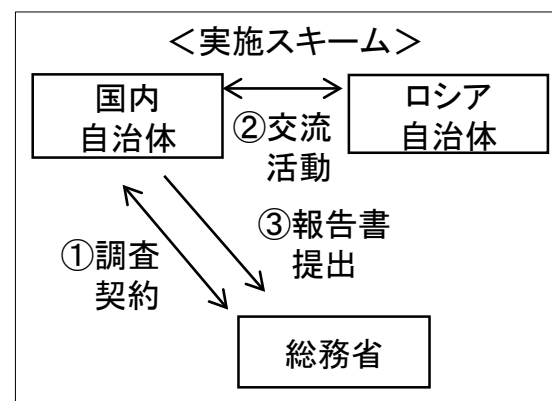 ＜実施スキーム＞
国内
自治体
ロシア
自治体
②交流
活動
③報告書
提出
①調査
契約
総務省